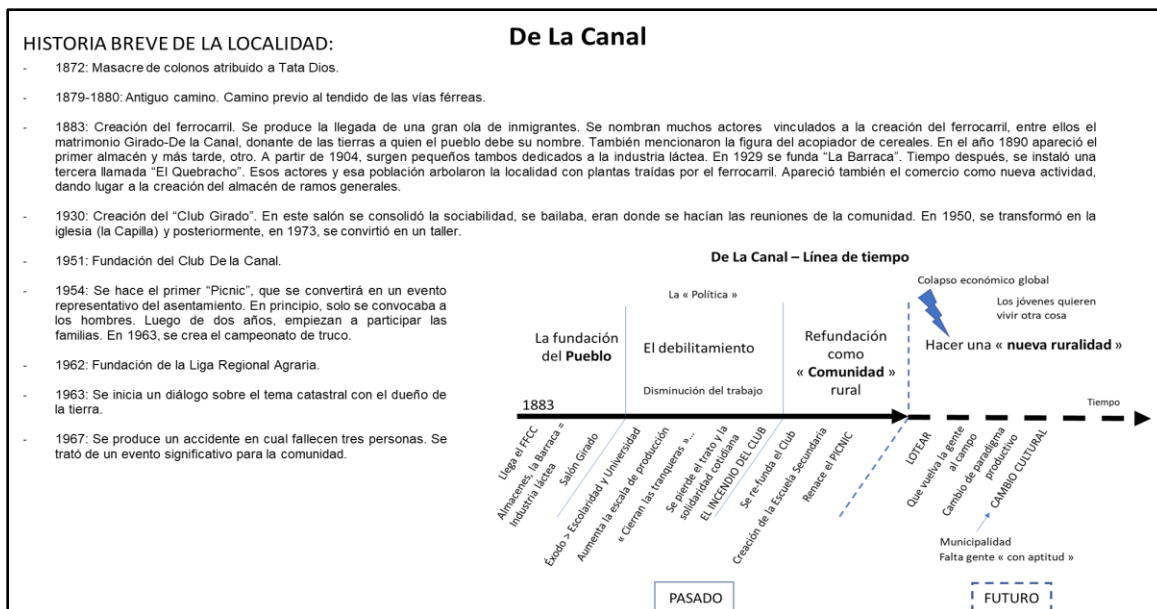 De La Canal
HISTORIA BREVE DE LA LOCALIDAD:
- 1872: Masacre de colonos atribuido a Tata Dios.
- 1879-1880: Antiguo camino. Camino previo al tendido de las vías férreas.
- 1883: Creación del ferrocarril. Se produce la llegada de una gran ola de inmigrantes. Se nombran muchos actores vinculados a la creación del ferrocarril, entre ellos el
matrimonio Girado-De la Canal, donante de las tierras a quien el pueblo debe su nombre. También mencionaron la figura del acopiador de cereales. En el año 1890 apareció el
primer almacén y más tarde, otro. A partir de 1904, surgen pequeños tambos dedicados a la industria láctea. En 1929 se funda “La Barraca”. Tiempo después, se instaló una
tercera llamada “El Quebracho”. Esos actores y esa población arbolaron la localidad con plantas traídas por el ferrocarril. Apareció también el comercio como nueva actividad,
dando lugar a la creación del almacén de ramos generales.
- 1930: Creación del “Club Girado”. En este salón se consolidó la sociabilidad, se bailaba, eran donde se hacían las reuniones de la comunidad. En 1950, se transformó en la
iglesia (la Capilla) y posteriormente, en 1973, se convirtió en un taller.
- 1951: Fundación del Club De la Canal.
- 1954: Se hace el primer “Picnic”, que se convertirá en un evento
representativo del asentamiento. En principio, solo se convocaba a
los hombres. Luego de dos años, empiezan a participar las
familias. En 1963, se crea el campeonato de truco.
- 1962: Fundación de la Liga Regional Agraria.
- 1963: Se inicia un diálogo sobre el tema catastral con el dueño de
la tierra.
- 1967: Se produce un accidente en cual fallecen tres personas. Se
trató de un evento significativo para la comunidad.
De La Canal – Línea de tiempo
La « Política »
Colapso económico global
Los jóvenes quieren
vivir otra cosa
La fundación
del Pueblo
El debilitamiento
Disminución del trabajo
Refundación
como
« Comunidad »
rural
Hacer una « nueva ruralidad »
1883
Tiempo
Llega el FFCC
Almacenes, la Barraca =
Industria láctea
Salón Girado
Éxodo > Escolaridad y Universidad
Aumenta la escala de producción
« Cierran las tranqueras »...
Se pierde el trato y la
solidaridad cotidiana
EL INCENDIO DEL CLUB
Se re-funda el Club
Creación de la Escuela Secundaria
Renace el PICNIC
LOTEAR
Que vuelva la gente
al campo
Cambio de paradigma
productivo
CAMBIO CULTURAL
Municipalidad
Falta gente « con aptitud »
PASADO
FUTURO